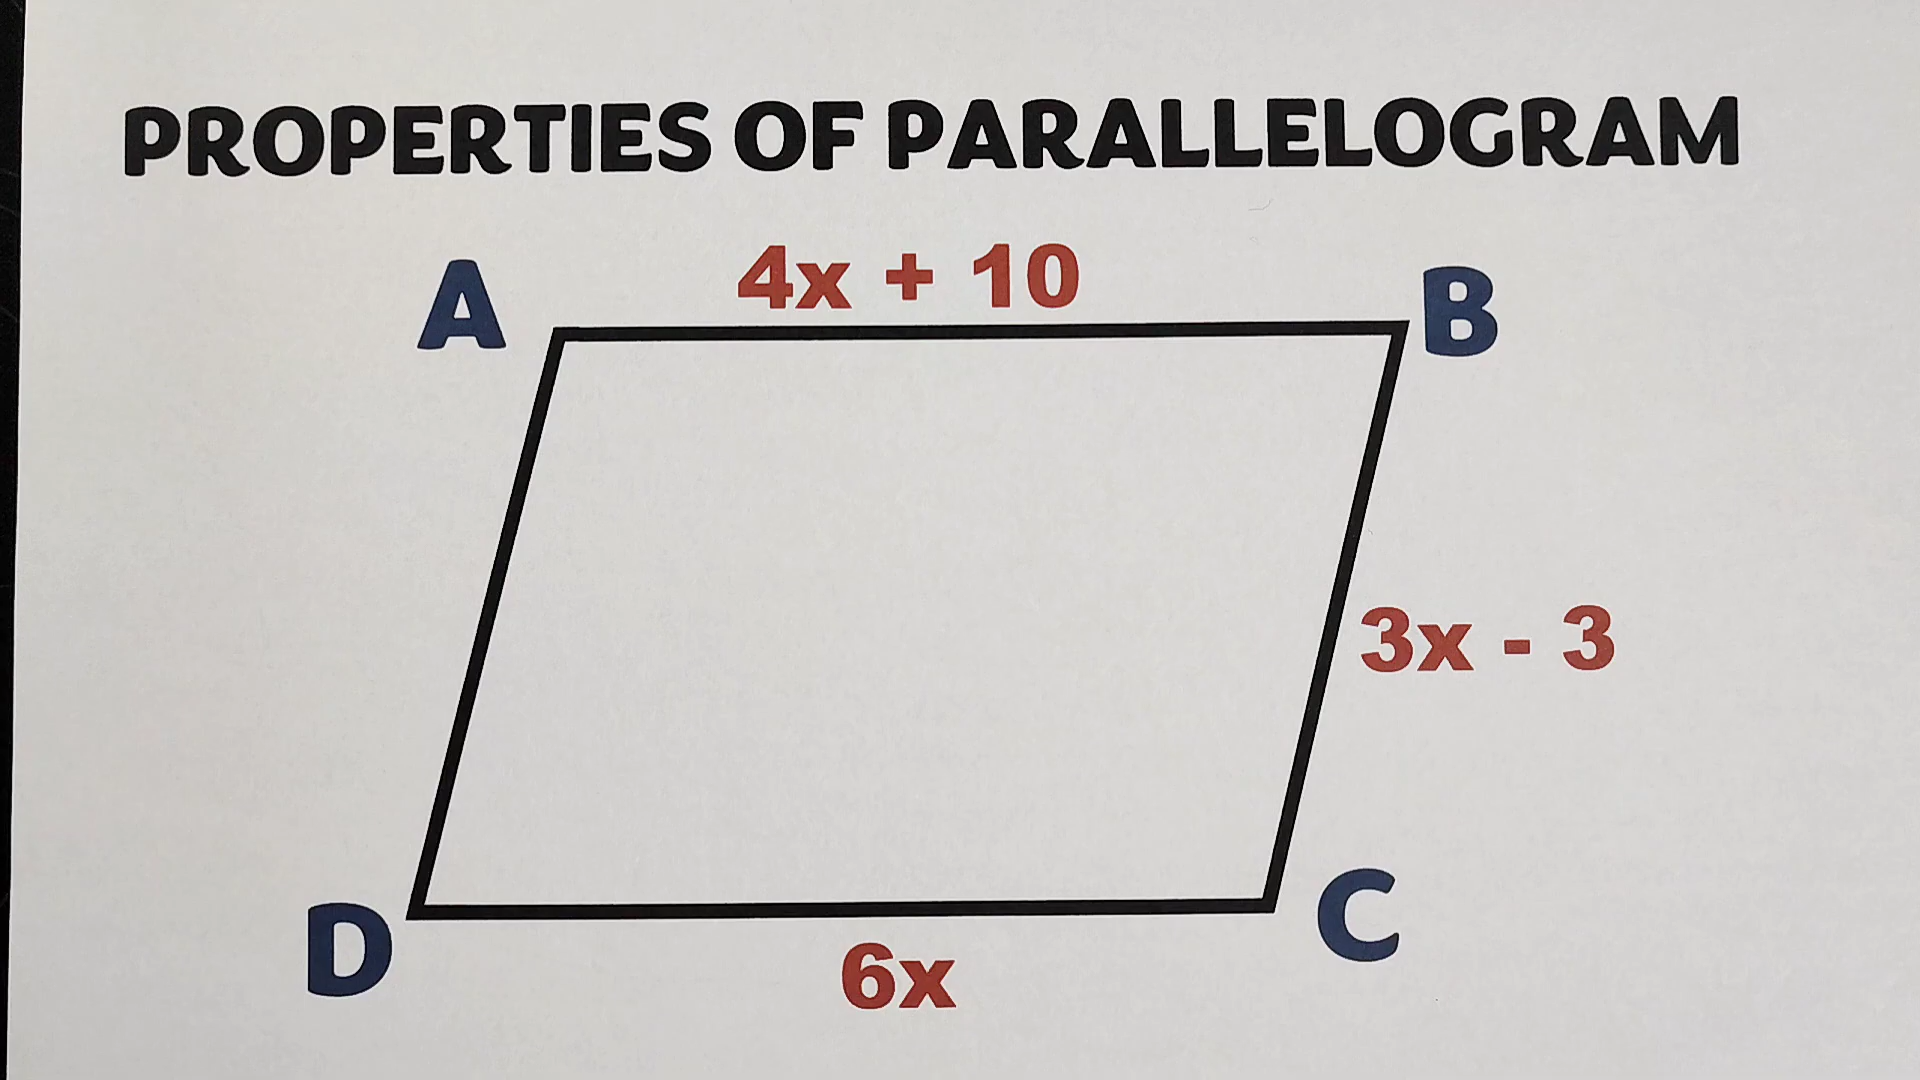 PROPERTIES OF PARALLELOGRAM
4x + 10
A
B
3x - 3
D
C
6x